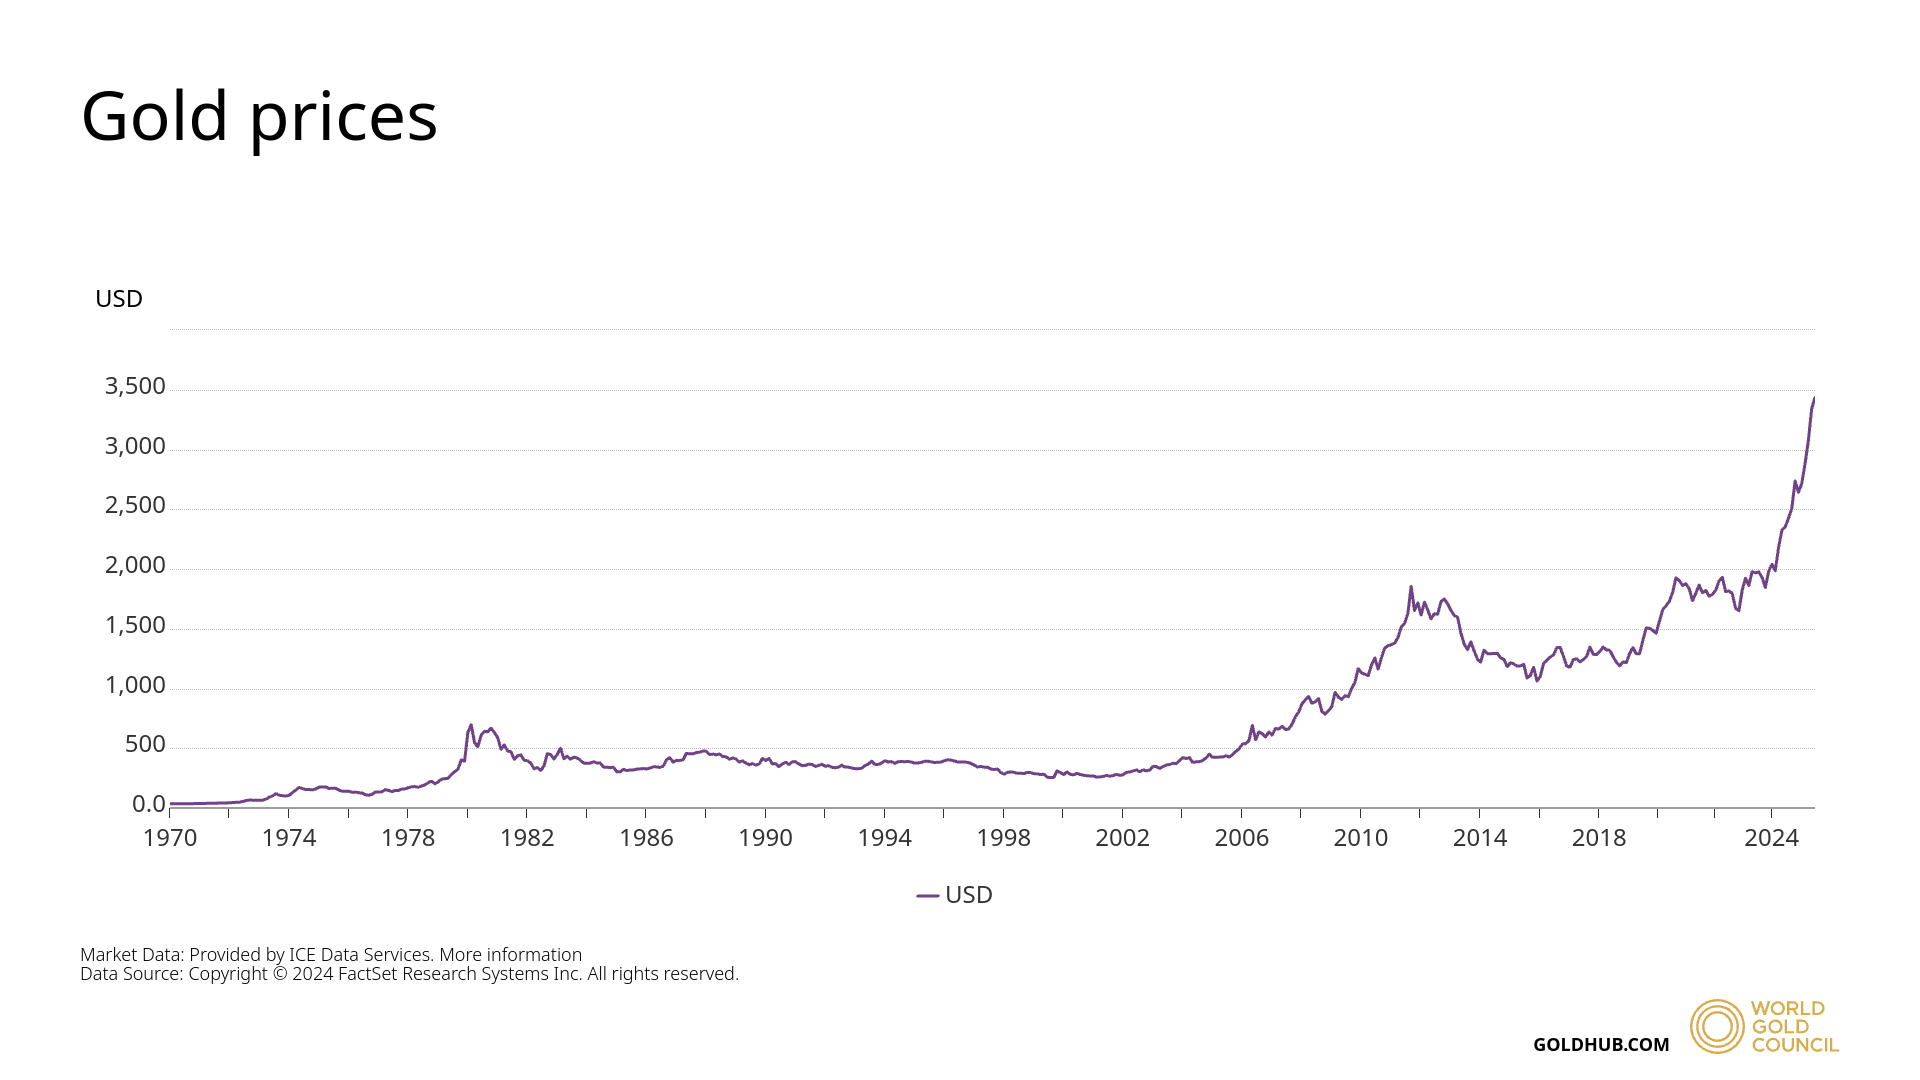 Gold prices
USD
3,500
3,000
2,500
2,000
1,500
1,000
500
0.0
1970 1974 1978 1982 1986 1990 1994 1998 2002 2006 2010 2014 2018 2024
USD
Market Data: Provided by ICE Data Services. More information
Data Source: Copyright © 2024 FactSet Research Systems Inc. All rights reserved.
GOLDHUB.COM
WORLD
GOLD
COUNCIL